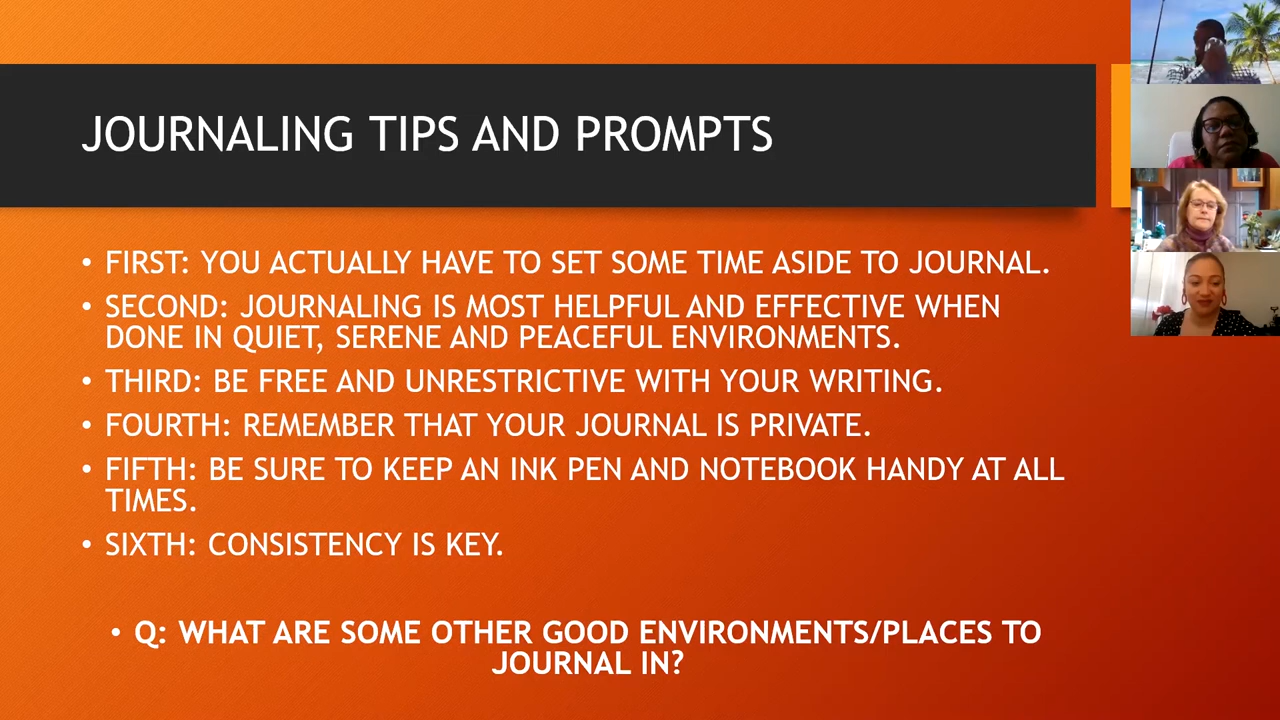 JOURNALING TIPS AND PROMPTS
• FIRST: YOU ACTUALLY HAVE TO SET SOME TIME ASIDE TO JOURNAL.
• SECOND: JOURNALING IS MOST HELPFUL AND EFFECTIVE WHEN
DONE IN QUIET, SERENE AND PEACEFUL ENVIRONMENTS.
• THIRD: BE FREE AND UNRESTRICTIVE WITH YOUR WRITING.
• FOURTH: REMEMBER THAT YOUR JOURNAL IS PRIVATE.
• FIFTH: BE SURE TO KEEP AN INK PEN AND NOTEBOOK HANDY AT ALL
TIMES.
• SIXTH: CONSISTENCY IS KEY.
• Q: WHAT ARE SOME OTHER GOOD ENVIRONMENTS/PLACES TO
JOURNAL IN?